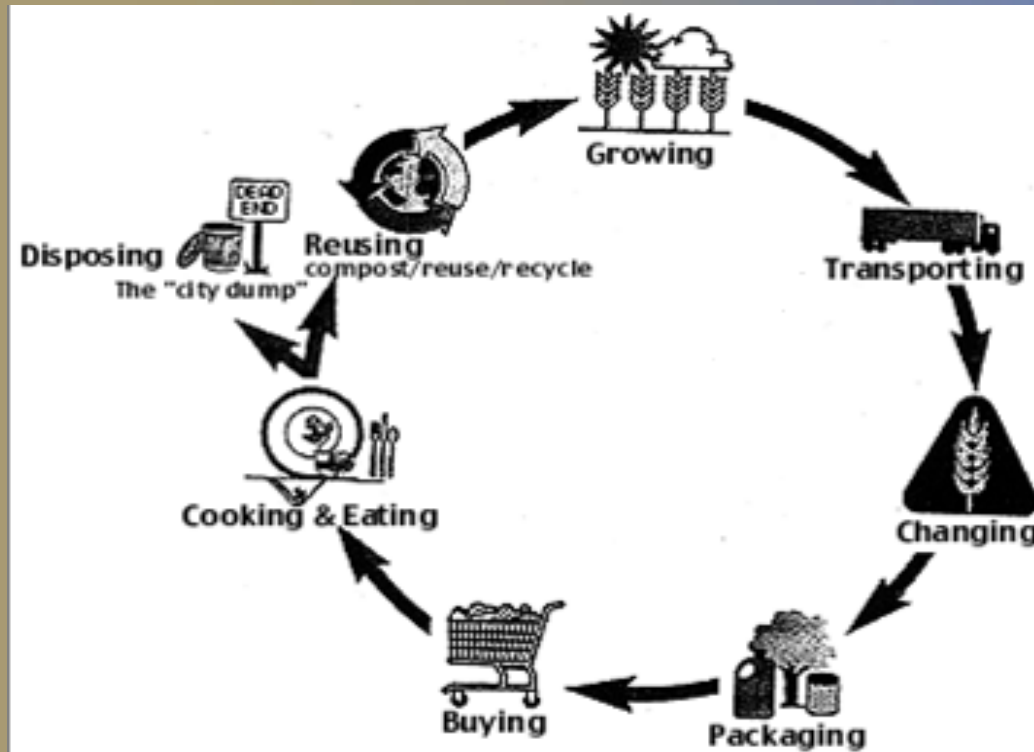 Growing
Transporting
Changing
Packaging
Buying
Cooking & Eating
DEAD
END
Disposing
The "city dump"
Reusing
compost/reuse/recycle